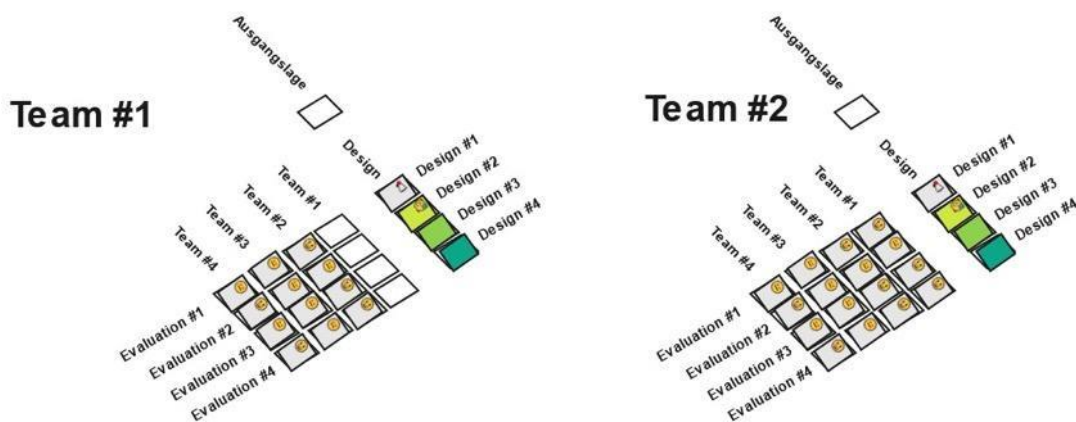 Team #1
Ausgangslage
Design
Design #1
Design #2
Design #3
Design #4
Team #1
Team #2
Team #3
Team #4
Evaluation #1
Evaluation #2
Evaluation #3
Evaluation #4
Team #2
Ausgangslage
Design
Design #1
Design #2
Design #3
Design #4
Team #1
Team #2
Team #3
Team #4
Evaluation #1
Evaluation #2
Evaluation #3
Evaluation #4